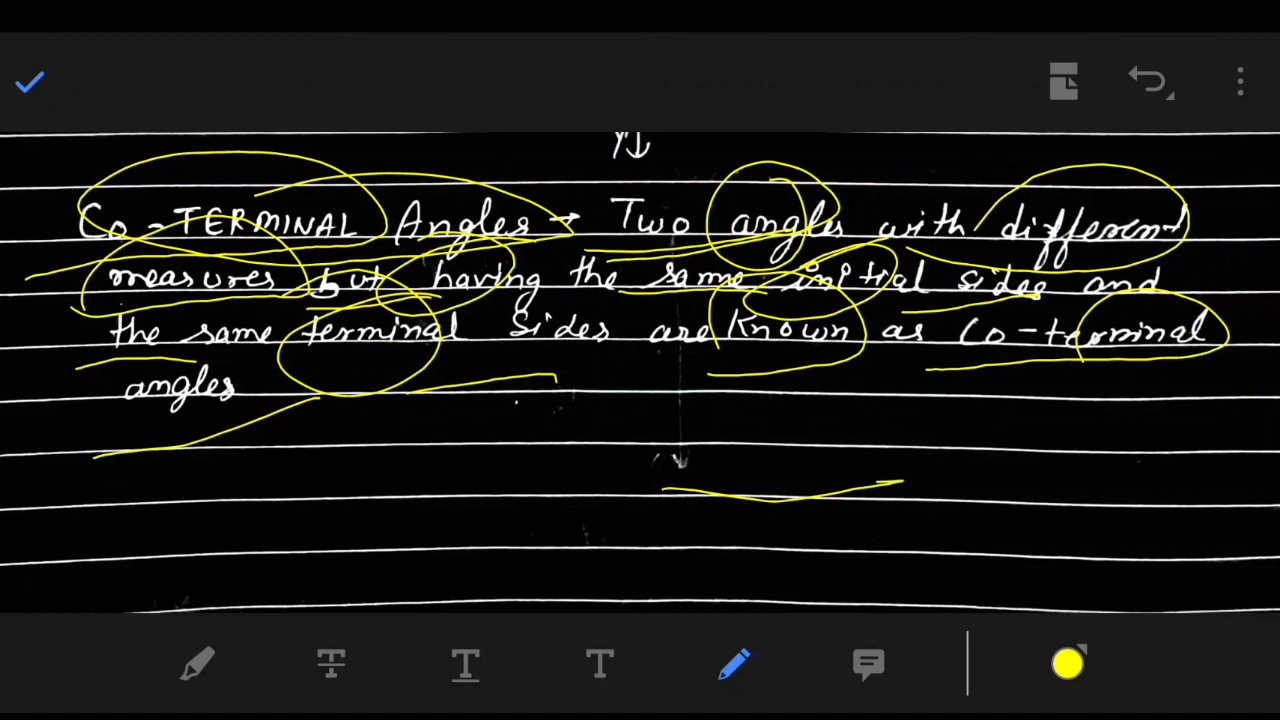 Co-TERMINAL Angles → Two angles with different
measures but having the same initial sides and
the same terminal Sides are Known as Co-terminal
angles